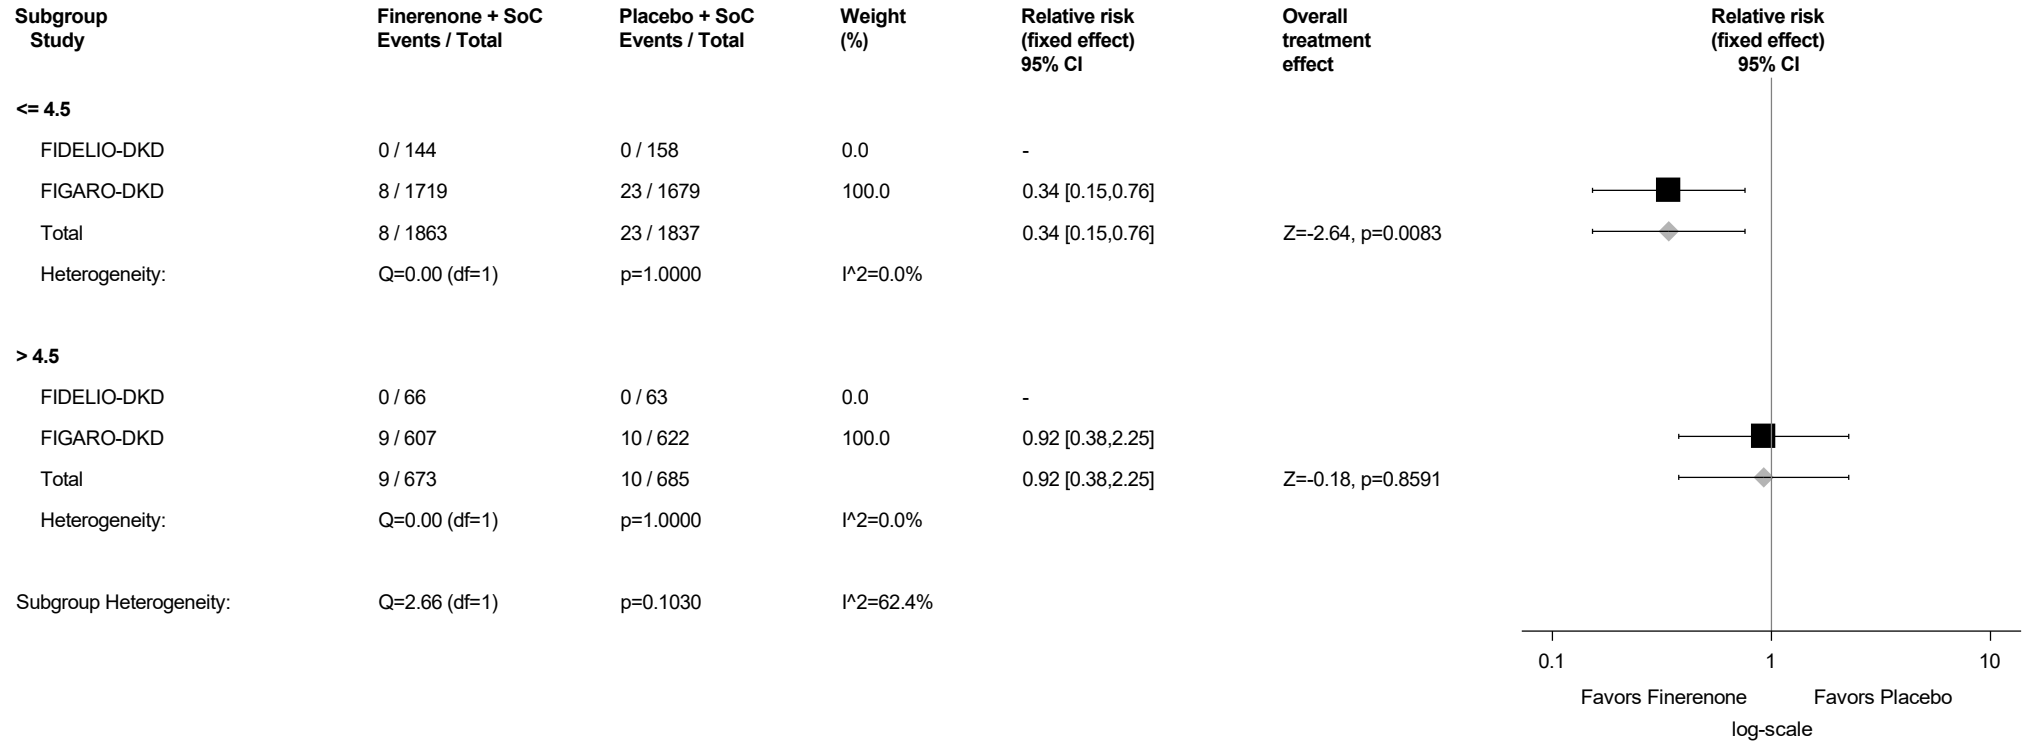 Subgroup Finerenone + SoC Placebo + SoC Weight Relative risk Overall Relative risk
Study Events / Total Events / Total (%) (fixed effect) treatment (fixed effect)
95% CI effect 95% CI
<= 4.5
FIDELIO-DKD 0 / 144 0 / 158 0.0 -
FIGARO-DKD 8 / 1719 23 / 1679 100.0 0.34 [0.15,0.76]
Total 8 / 1863 23 / 1837 0.34 [0.15,0.76] Z=-2.64, p=0.0083
Heterogeneity: Q=0.00 (df=1) p=1.0000 I^2=0.0%
> 4.5
FIDELIO-DKD 0 / 66 0 / 63 0.0 -
FIGARO-DKD 9 / 607 10 / 622 100.0 0.92 [0.38,2.25]
Total 9 / 673 10 / 685 0.92 [0.38,2.25] Z=-0.18, p=0.8591
Heterogeneity: Q=0.00 (df=1) p=1.0000 I^2=0.0%
Subgroup Heterogeneity: Q=2.66 (df=1) p=0.1030 I^2=62.4%
0.1 1 10
Favors Finerenone Favors Placebo
log-scale